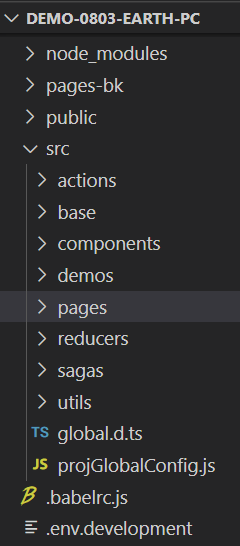 DEMO-0803-EARTH-PC
node_modules
pages-bk
public
src
actions
base
components
demos
pages
reducers
sagas
utils
TS global.d.ts
JS projGlobalConfig.js
.babelrc.js
.env.development